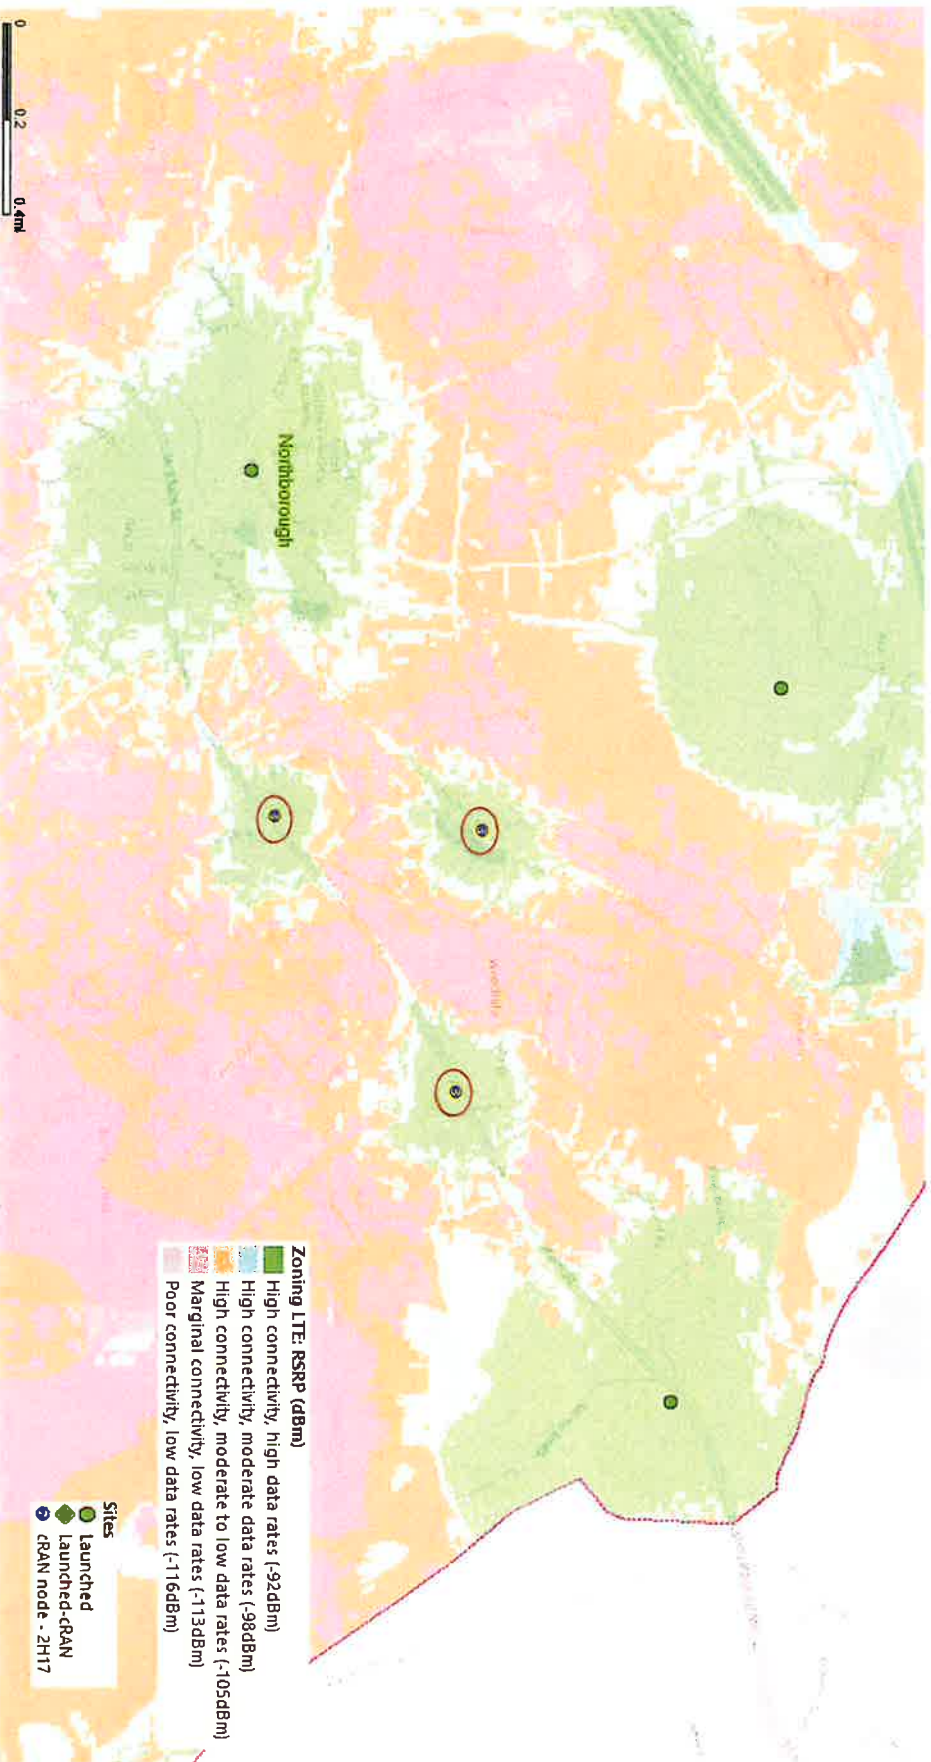 Northborough
Zoning LTE: RSRP (dBm)
High connectivity, high data rates (-92dBm)
High connectivity, moderate data rates (-98dBm)
High connectivity, moderate to low data rates (-105dBm)
Marginal connectivity, low data rates (-113dBm)
Poor connectivity, low data rates (-116dBm)
Sites
Launched
Launched-cRAN
cRAN node - 2H17
0 0.2 0.4mi